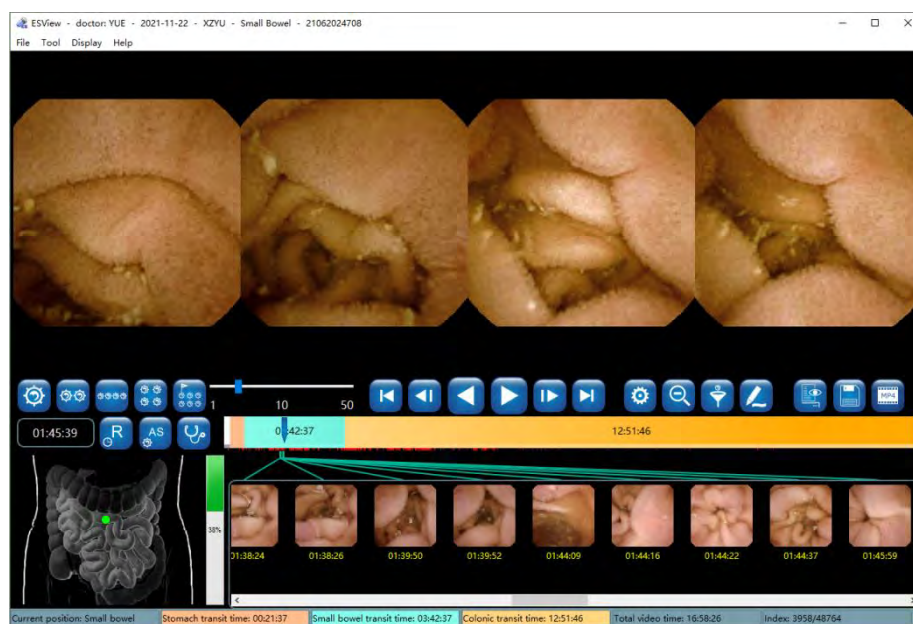 ESView - doctor: YUE - 2021-11-22 - XZYU - Small Bowel - 21062024708
File Tool Display Help
1 10 50
MP4
01:45:39 R AS
42:37 12:51:46
38%
01:38:24 01:38:26 01:39:50 01:39:52 01:44:09 01:44:16 01:44:22 01:44:37 01:45:59
Current position: Small bowel Stomach transit time: 00:21:37 Small bowel transit time: 03:42:37 Colonic transit time: 12:51:46 Total video time: 16:58:26 Index: 3958/48764